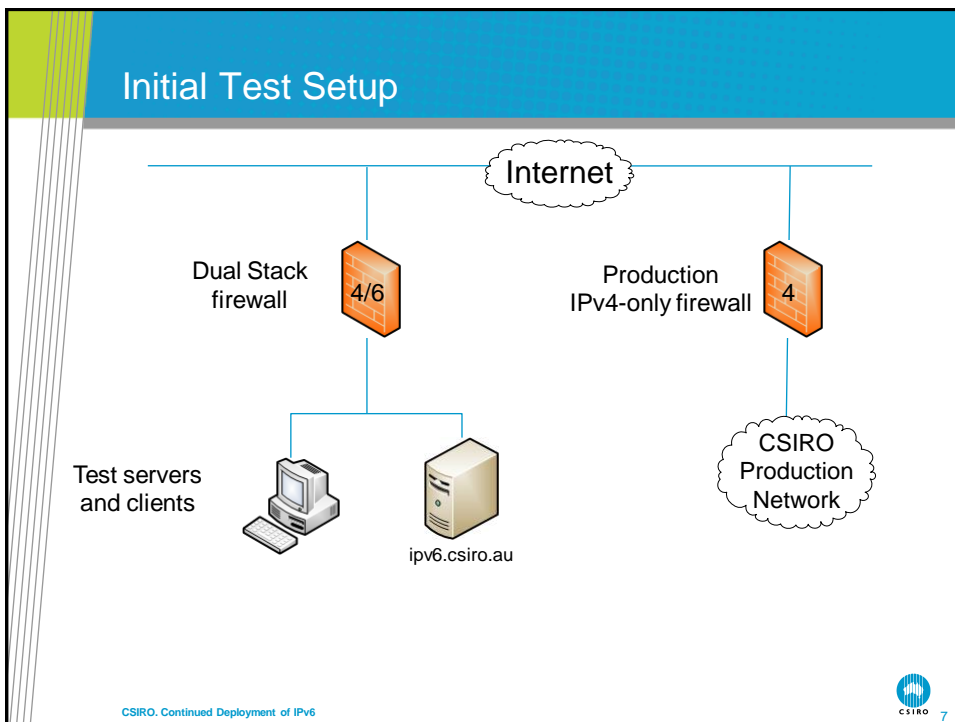 Initial Test Setup
Internet
Dual Stack
firewall
4/6
Production
IPv4-only firewall
4
Test servers
and clients
ipv6.csiro.au
CSIRO
Production
Network
CSIRO. Continued Deployment of IPv6
CSIRO
7